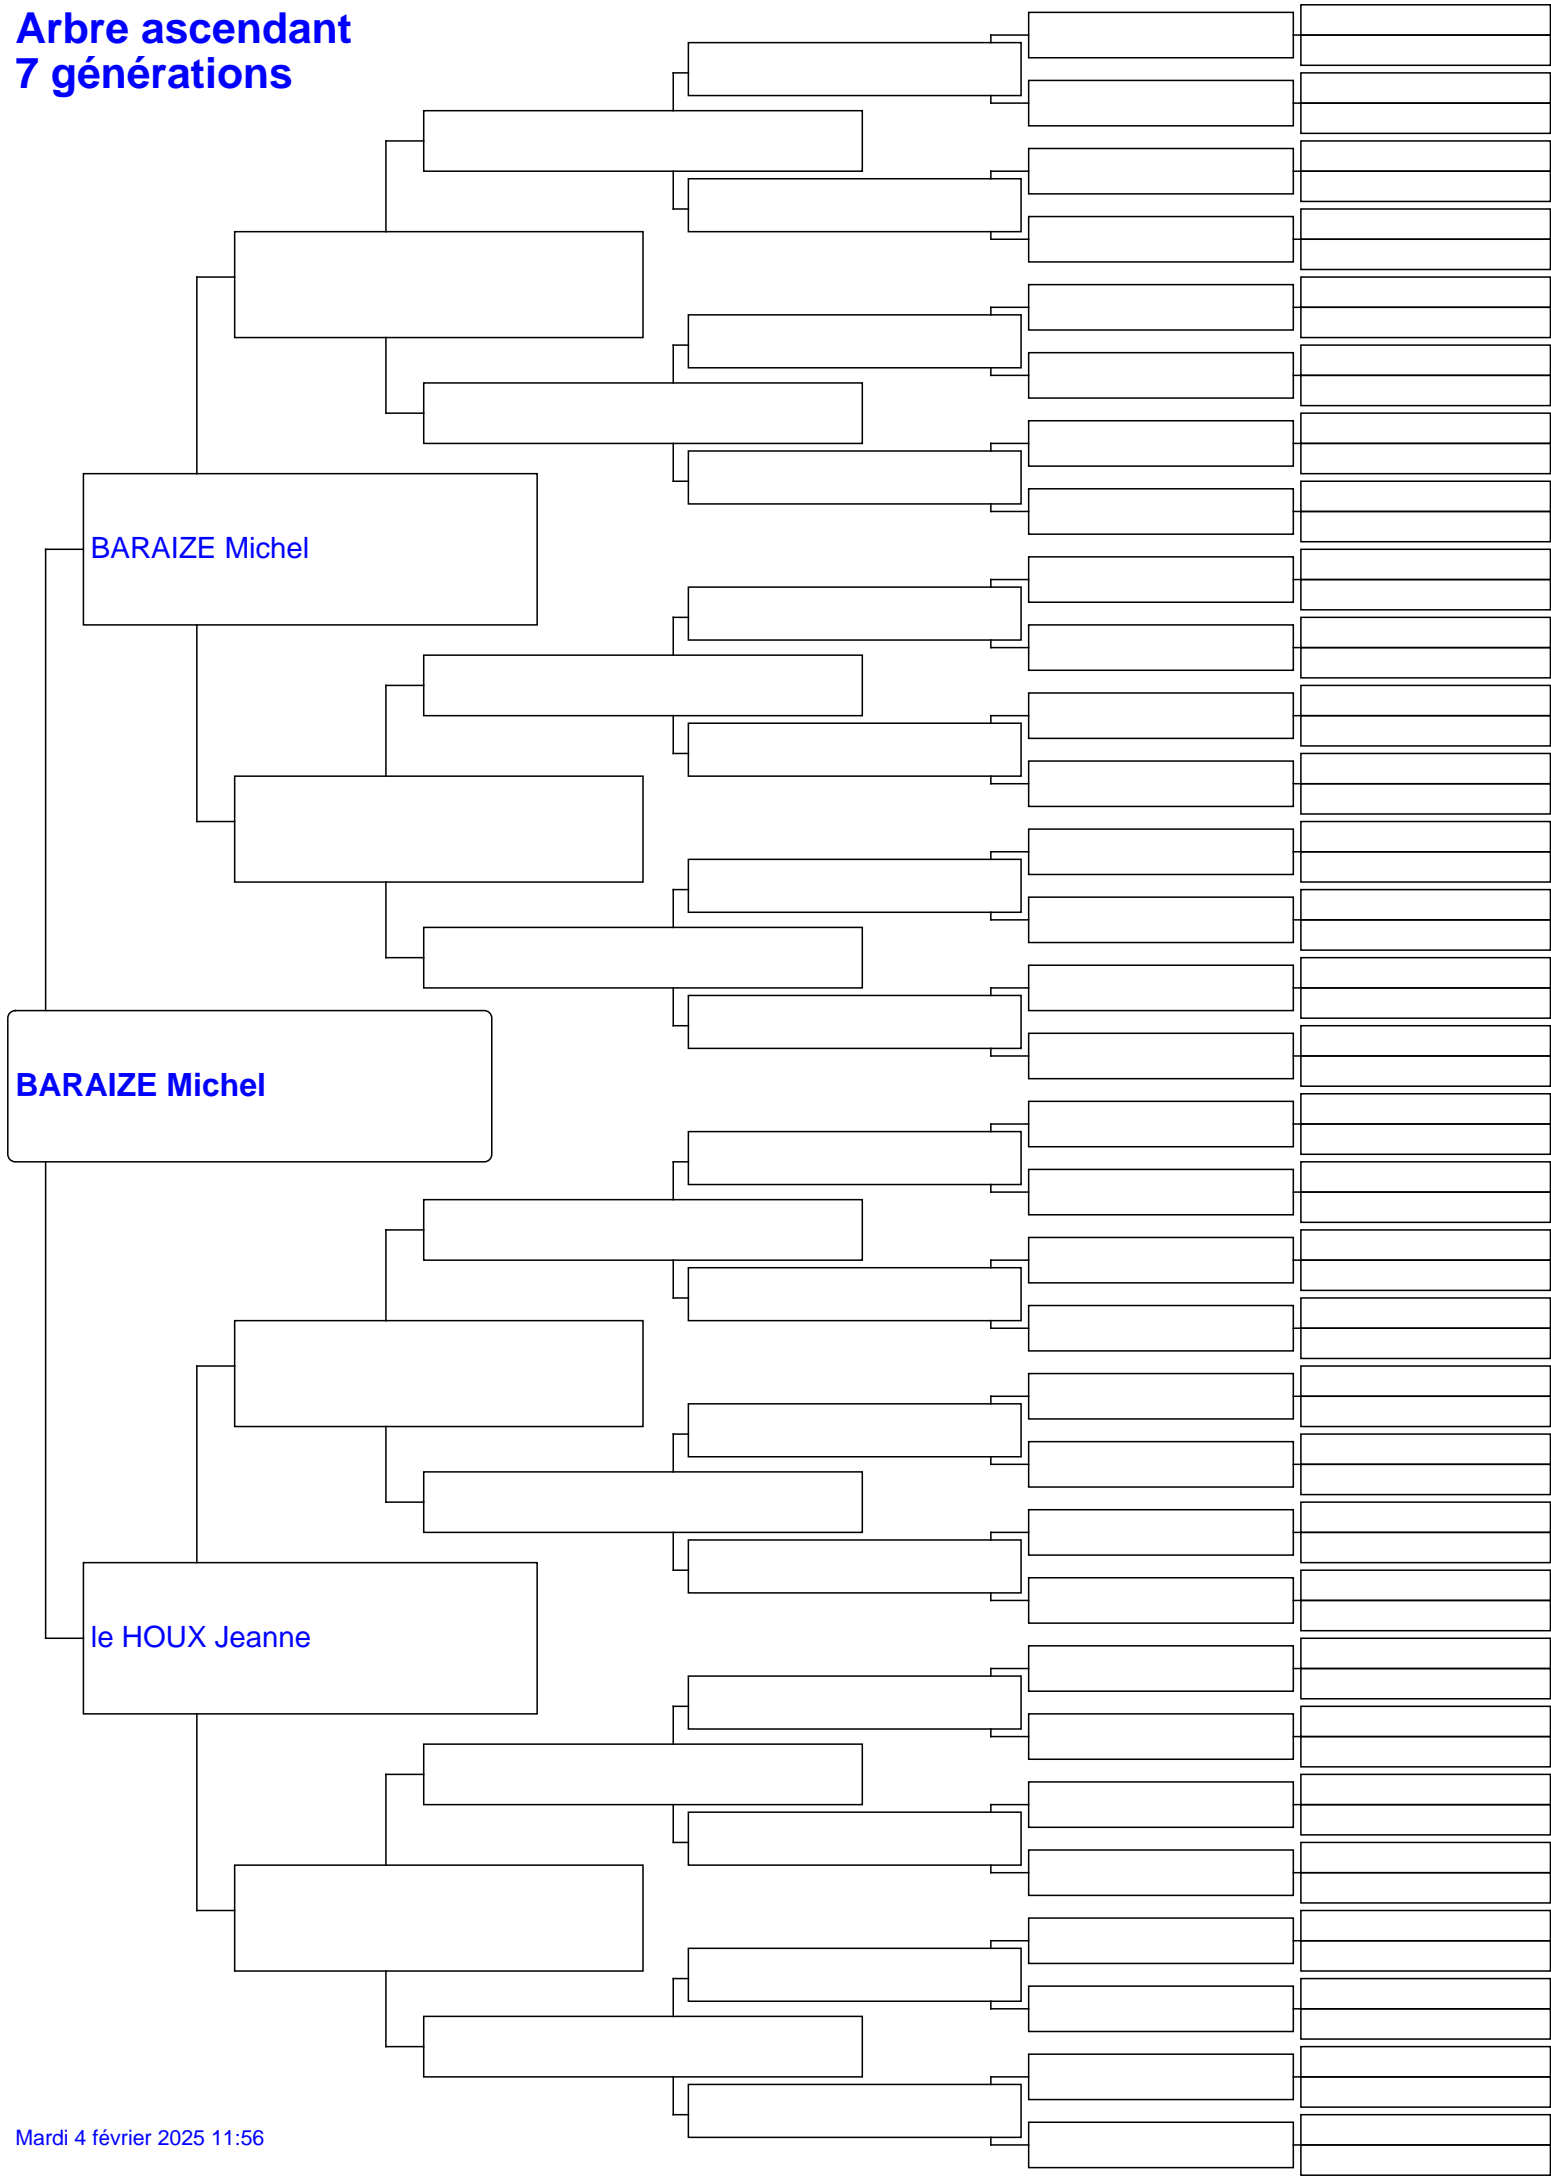 Arbre ascendant
7 générations
BARAIZE Michel
BARAIZE Michel
le HOUX Jeanne
Mardi 4 février 2025 11:56